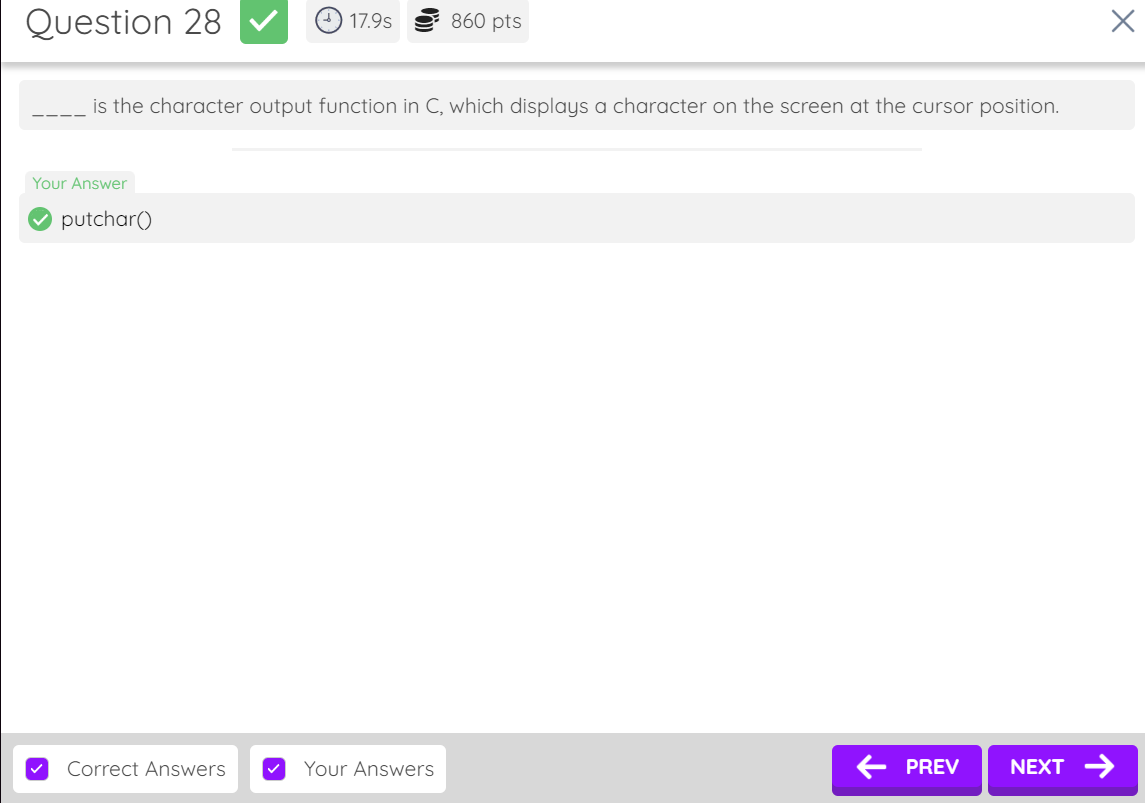 Question 28
17.9s
860 pts
____ is the character output function in C, which displays a character on the screen at the cursor position.
Your Answer
putchar()
Correct Answers
Your Answers
PREV
NEXT